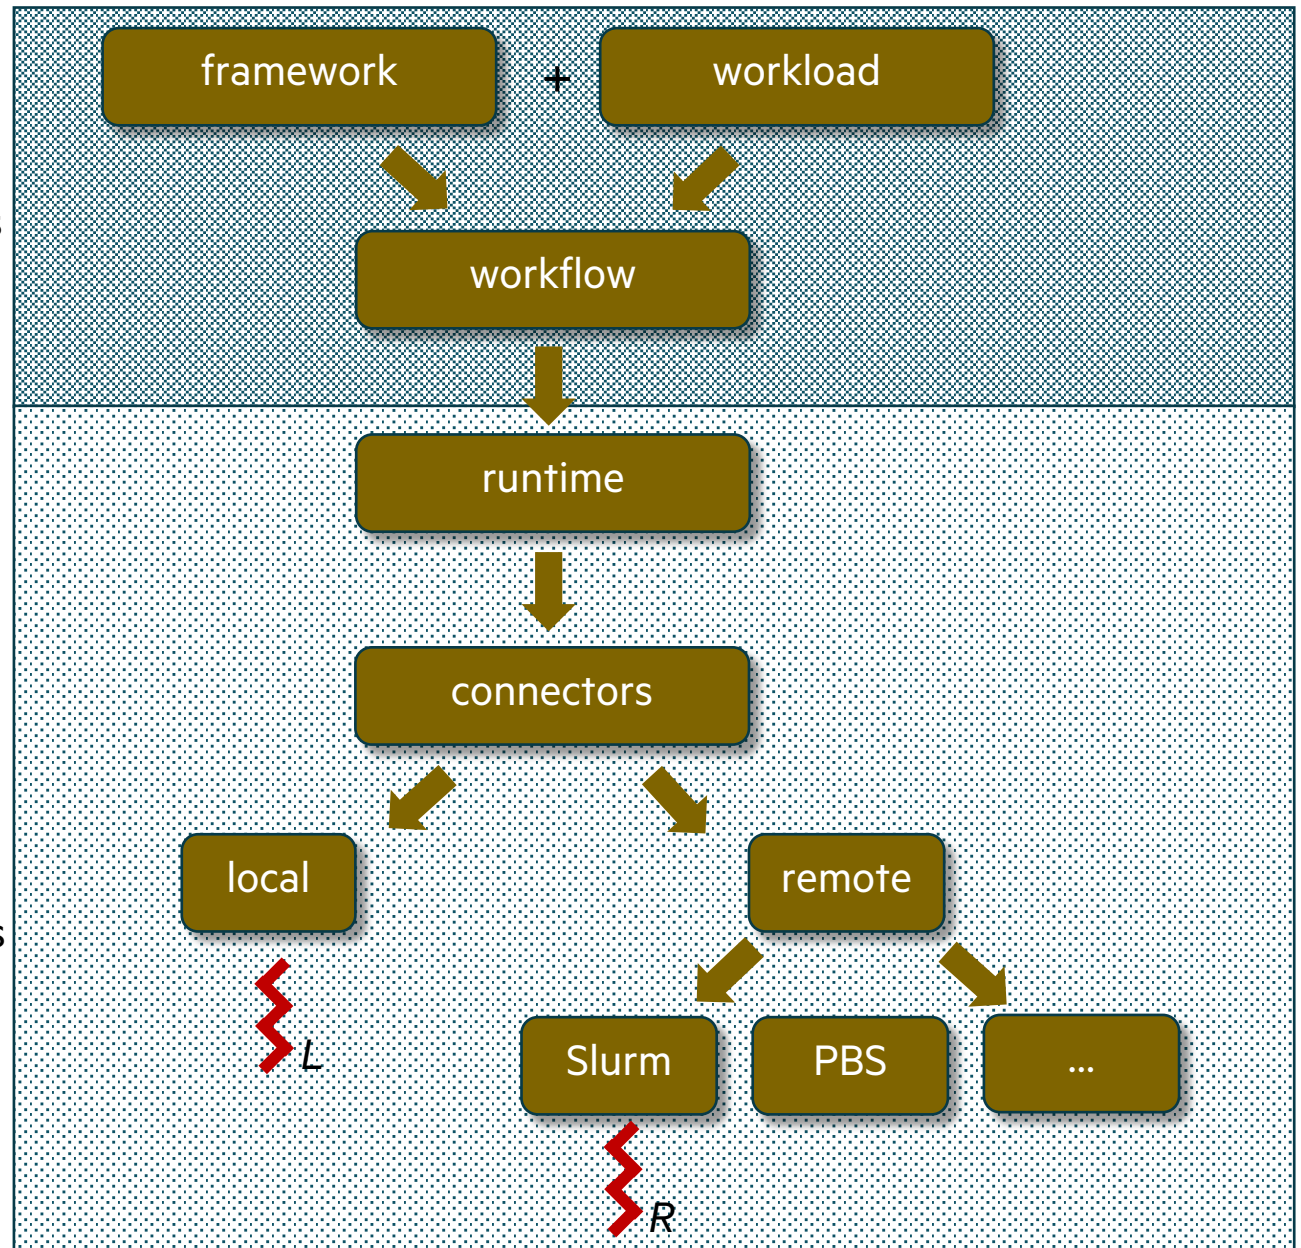 framework + workload
workflow
runtime
connectors
local remote
Slurm PBS ...
L
R